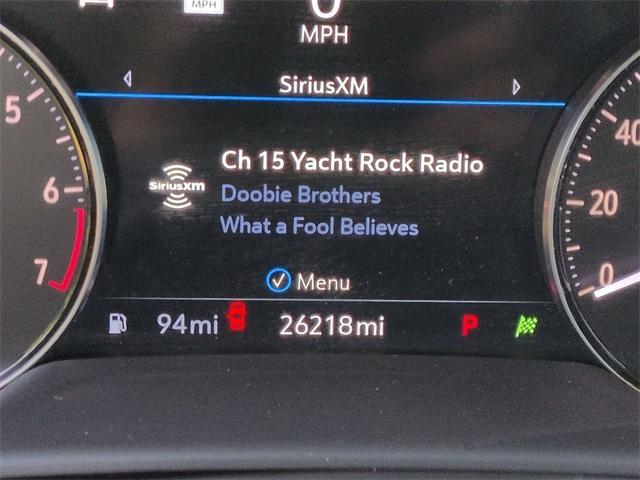 MPH
0
MPH
SiriusXM
5
6
7
SiriusXM
Ch 15 Yacht Rock Radio
Doobie Brothers
What a Fool Believes
Menu
40
20
0
94mi
26218mi
P